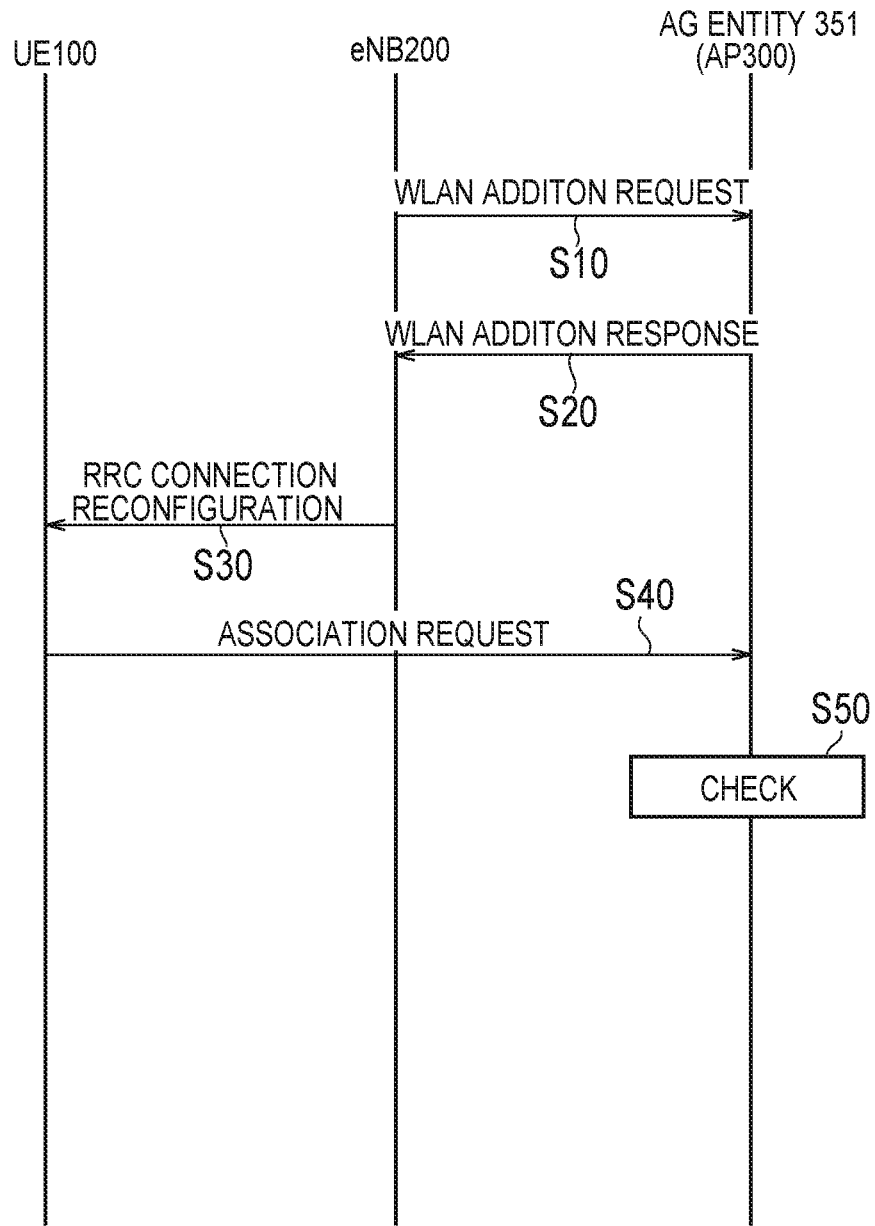 UE100
eNB200
AG ENTITY 351
(AP300)
WLAN ADDITON REQUEST
S10
WLAN ADDITON RESPONSE
S20
RRC CONNECTION
RECONFIGURATION
S30
S40
ASSOCIATION REQUEST
S50
CHECK